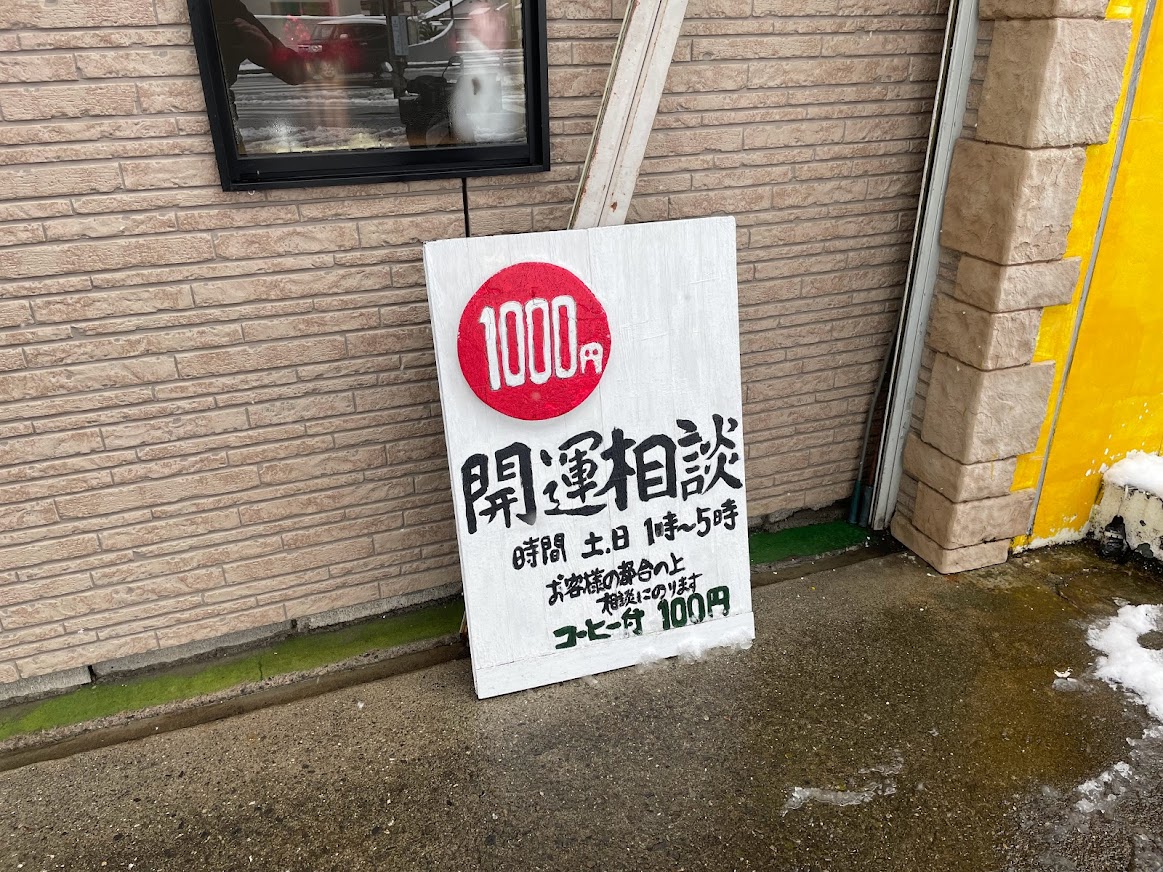 1000円
開運相談
時間 土.日 1時～5時
お客様の都合の上
相談にのります
コーヒー付 100円